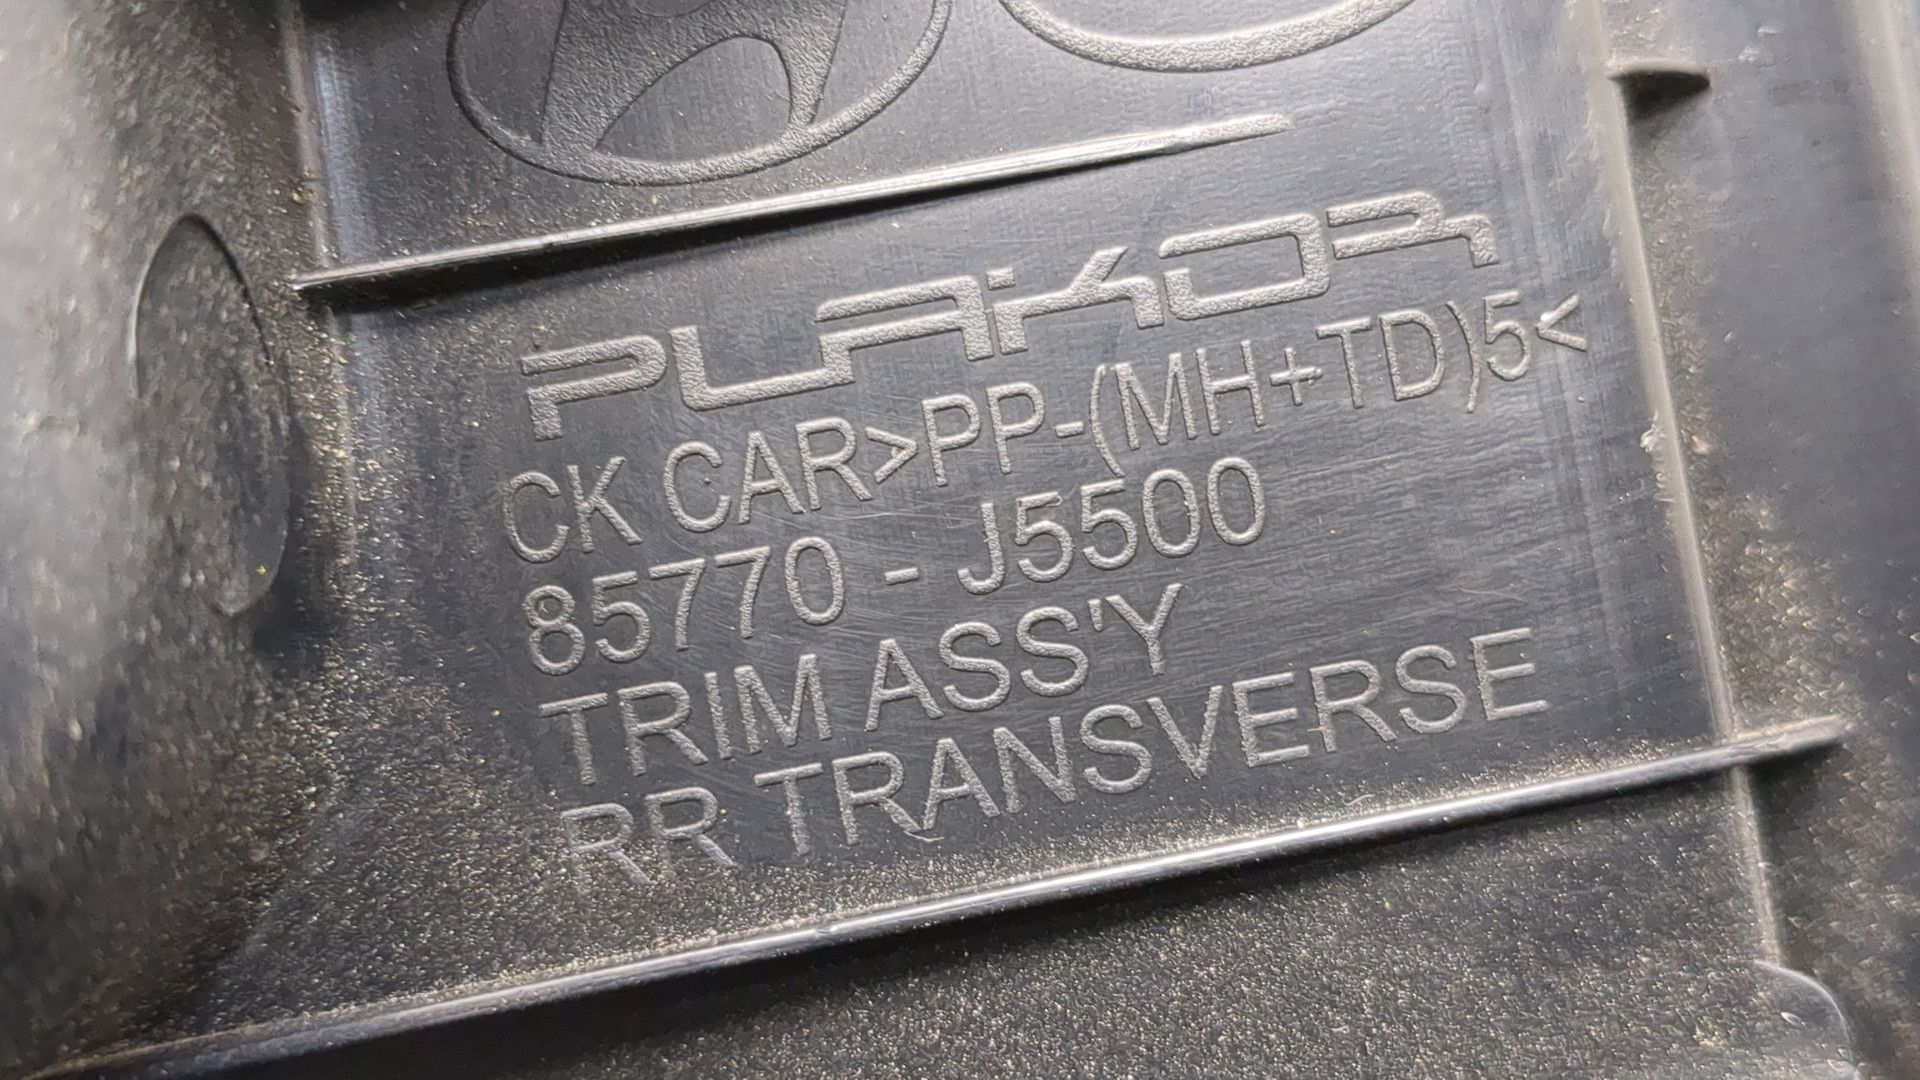 PLAKOR
CK CAR>PP-(MH+TD)5<
85770 - J5500
TRIM ASS'Y
RR TRANSVERSE